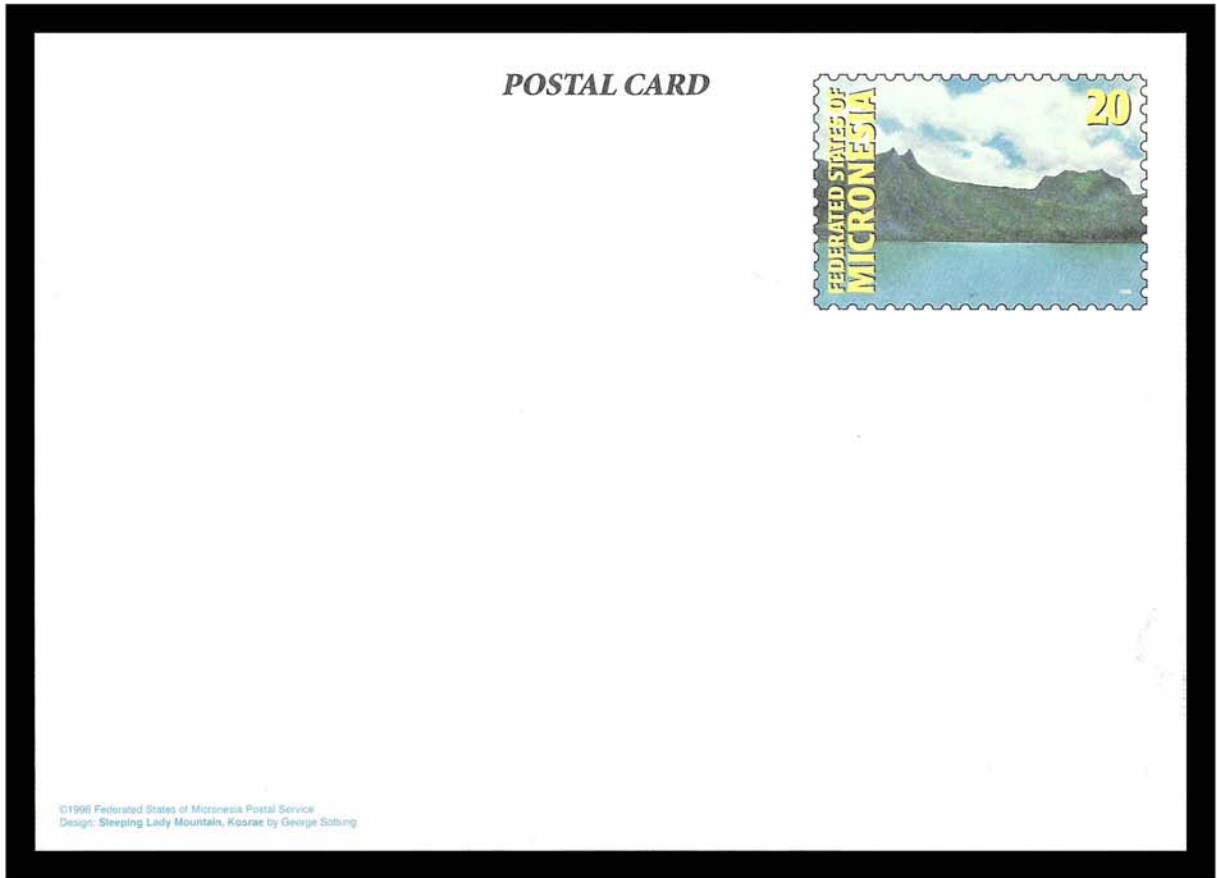 POSTAL CARD
20
FEDERATED STATES OF
MICRONESIA
©1996 Federated States of Micronesia Postal Service
Design: Sleeping Lady Mountain, Kosrae by George Sottung